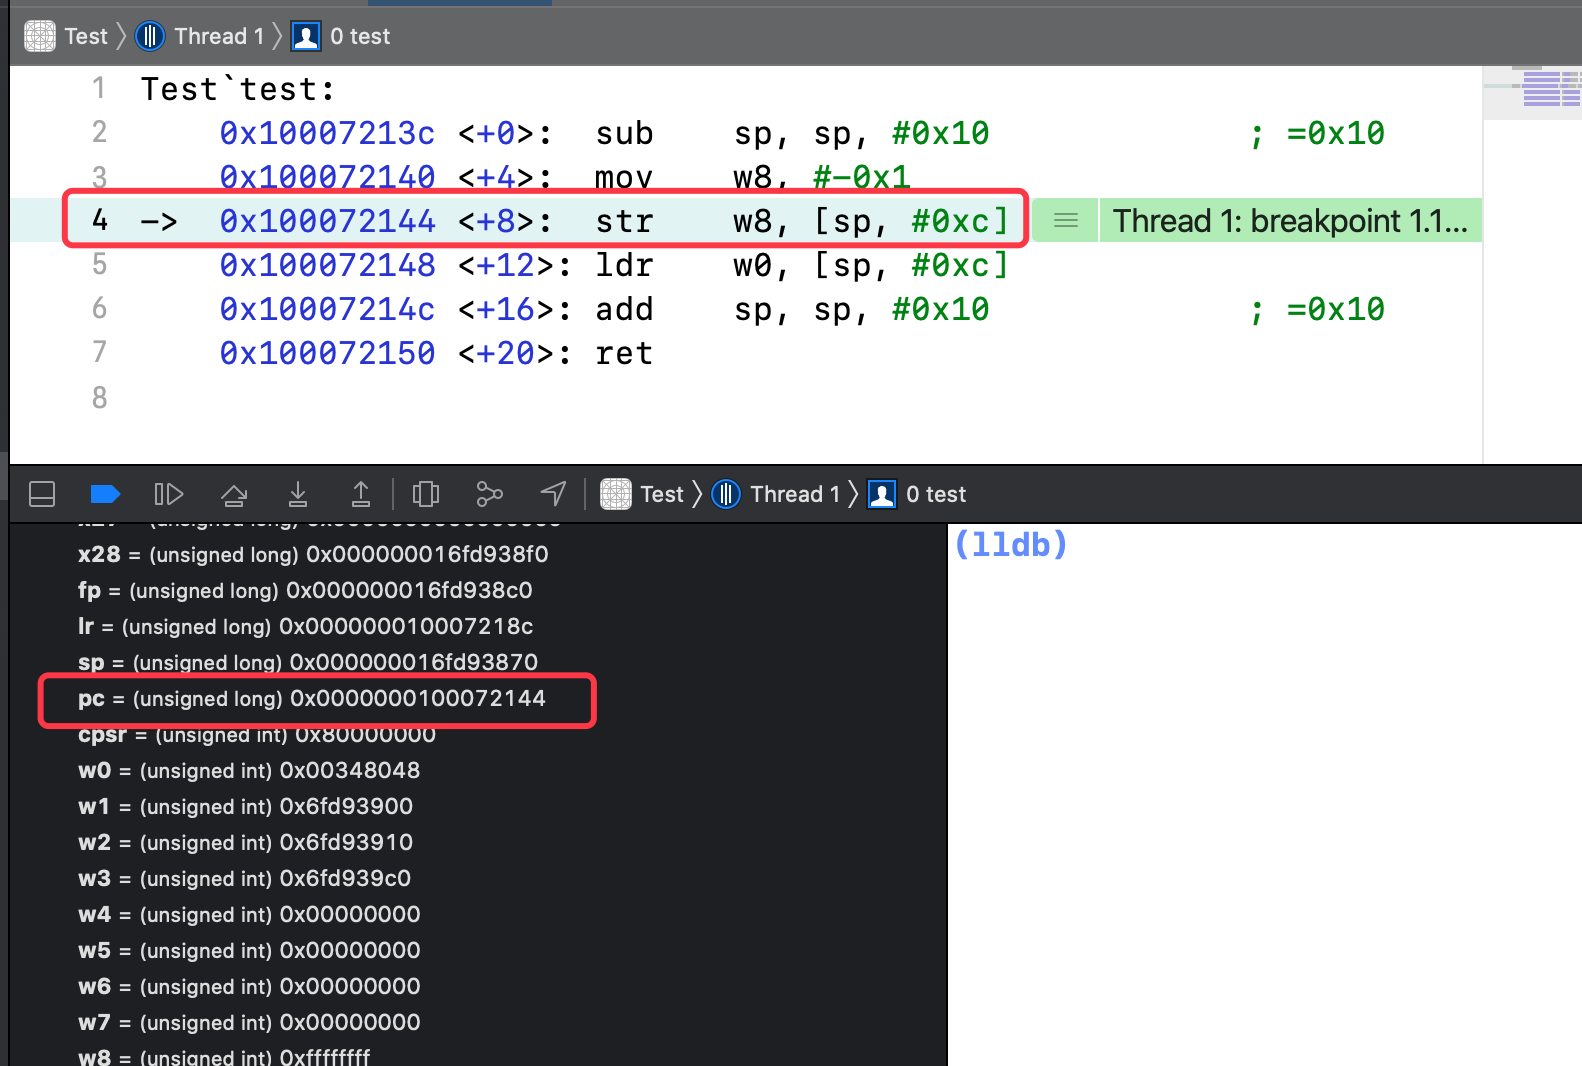 Test 〉 Thread 1 〉 0 test
1 Test`test:
2 0x10007213c <+0>: sub sp, sp, #0x10 ; =0x10
3 0x100072140 <+4>: mov w8, #-0x1
4 -> 0x100072144 <+8>: str w8, [sp, #0xc] Thread 1: breakpoint 1.1...
5 0x100072148 <+12>: ldr w0, [sp, #0xc]
6 0x10007214c <+16>: add sp, sp, #0x10 ; =0x10
7 0x100072150 <+20>: ret
8
Test 〉 Thread 1 〉 0 test
x28 = (unsigned long) 0x000000016fd938f0
fp = (unsigned long) 0x000000016fd938c0
lr = (unsigned long) 0x000000010007218c
sp = (unsigned long) 0x000000016fd93870
pc = (unsigned long) 0x0000000100072144
cpsr = (unsigned int) 0x80000000
w0 = (unsigned int) 0x00348048
w1 = (unsigned int) 0x6fd93900
w2 = (unsigned int) 0x6fd93910
w3 = (unsigned int) 0x6fd939c0
w4 = (unsigned int) 0x00000000
w5 = (unsigned int) 0x00000000
w6 = (unsigned int) 0x00000000
w7 = (unsigned int) 0x00000000
w8 = (unsigned int) 0xffffffff
(lldb)